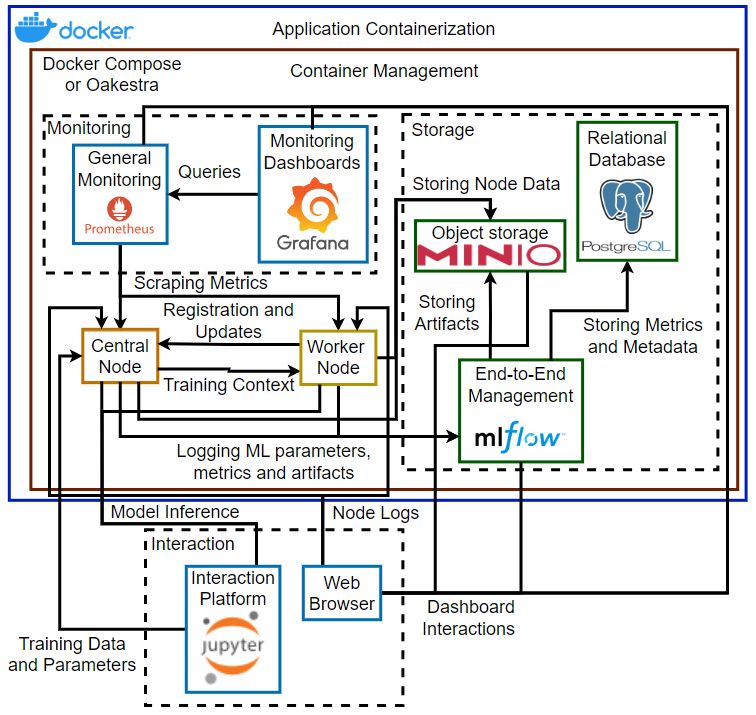 docker
Application Containerization
Docker Compose
or Oakestra
Container Management
Monitoring
General
Monitoring
Prometheus
Queries
Monitoring
Dashboards
Grafana
Storage
Relational
Database
PostgreSQL
Storing Node Data
Object storage
MINIO
Scraping Metrics
Registration and
Updates
Storing
Artifacts
Storing Metrics
and Metadata
Central
Node
Worker
Node
Training Context
End-to-End
Management
mlflow™
Logging ML parameters,
metrics and artifacts
Model Inference
Node Logs
Interaction
Interaction
Platform
jupyter
Web
Browser
Dashboard
Interactions
Training Data
and Parameters